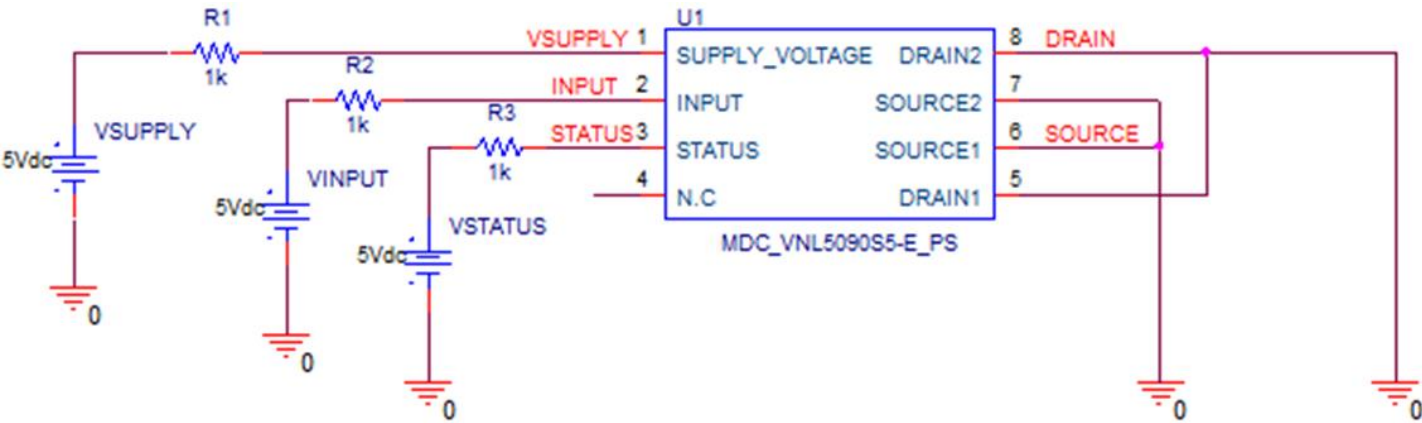 R1
1k
R2
1k
R3
1k
VSUPPLY
5Vdc
0
VINPUT
5Vdc
0
VSTATUS
5Vdc
0
VSUPPLY 1
INPUT 2
STATUS 3
4
U1
SUPPLY_VOLTAGE DRAIN2
INPUT SOURCE2
STATUS SOURCE1
N.C DRAIN1
MDC_VNL5090S5-E_PS
8 DRAIN
7
6 SOURCE
5
0
0